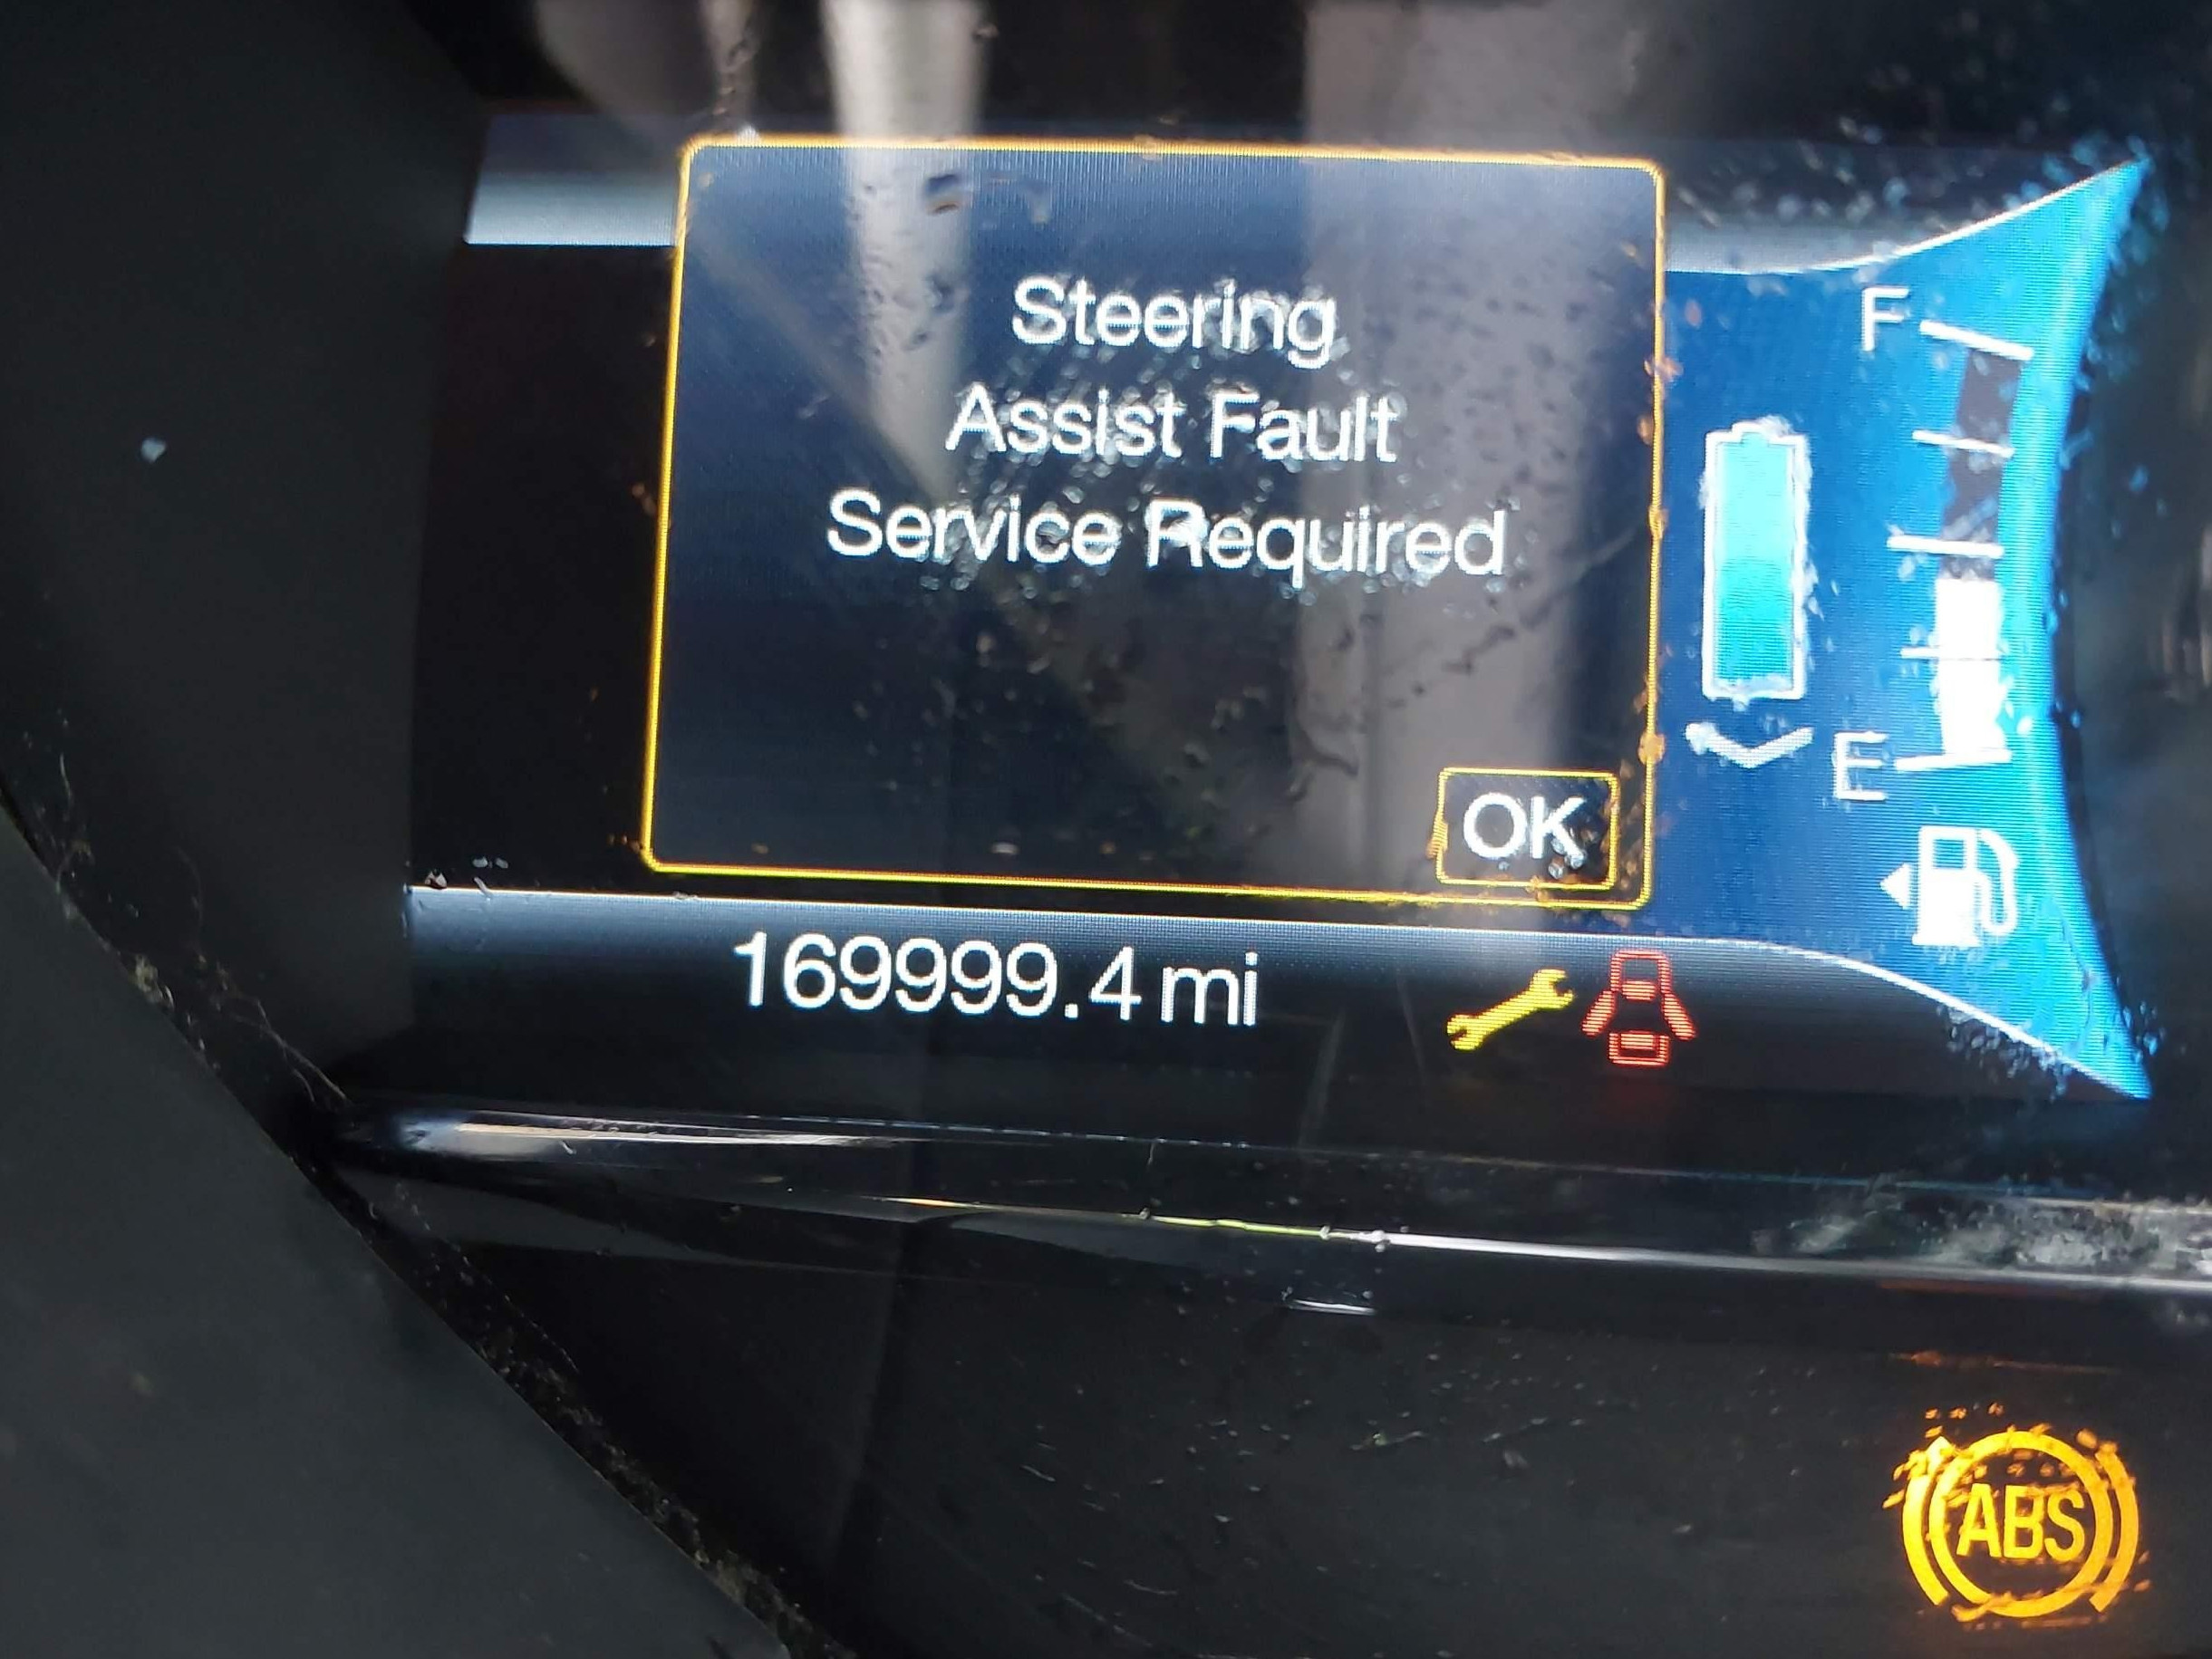 Steering
Assist Fault
Service Required
OK
F
E
169999.4 mi
ABS